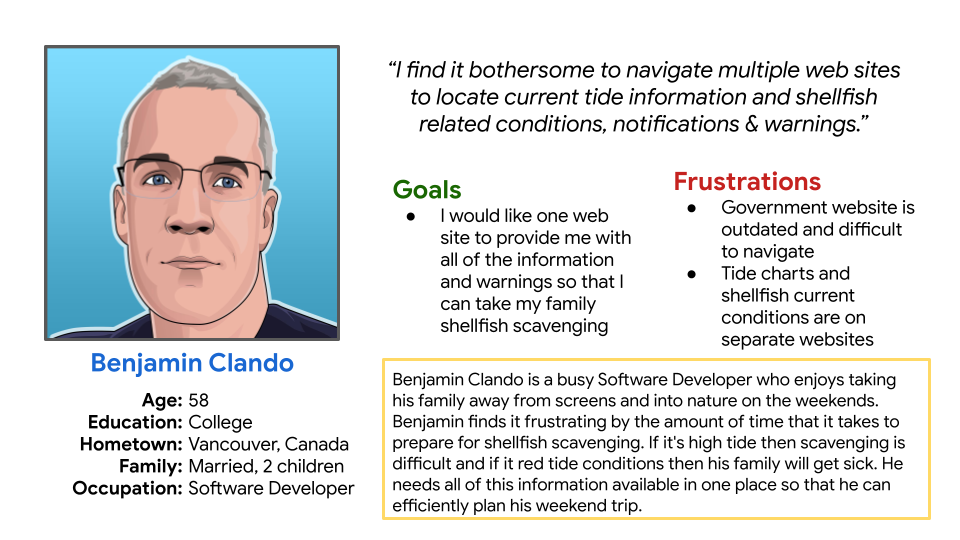 “I find it bothersome to navigate multiple web sites
to locate current tide information and shellfish
related conditions, notifications & warnings.”
Goals
● I would like one web
site to provide me with
all of the information
and warnings so that I
can take my family
shellfish scavenging
Frustrations
● Government website is
outdated and difficult
to navigate
● Tide charts and
shellfish current
conditions are on
separate websites
Benjamin Clando
Age: 58
Education: College
Hometown: Vancouver, Canada
Family: Married, 2 children
Occupation: Software Developer
Benjamin Clando is a busy Software Developer who enjoys taking
his family away from screens and into nature on the weekends.
Benjamin finds it frustrating by the amount of time that it takes to
prepare for shellfish scavenging. If it's high tide then scavenging is
difficult and if it red tide conditions then his family will get sick. He
needs all of this information available in one place so that he can
efficiently plan his weekend trip.